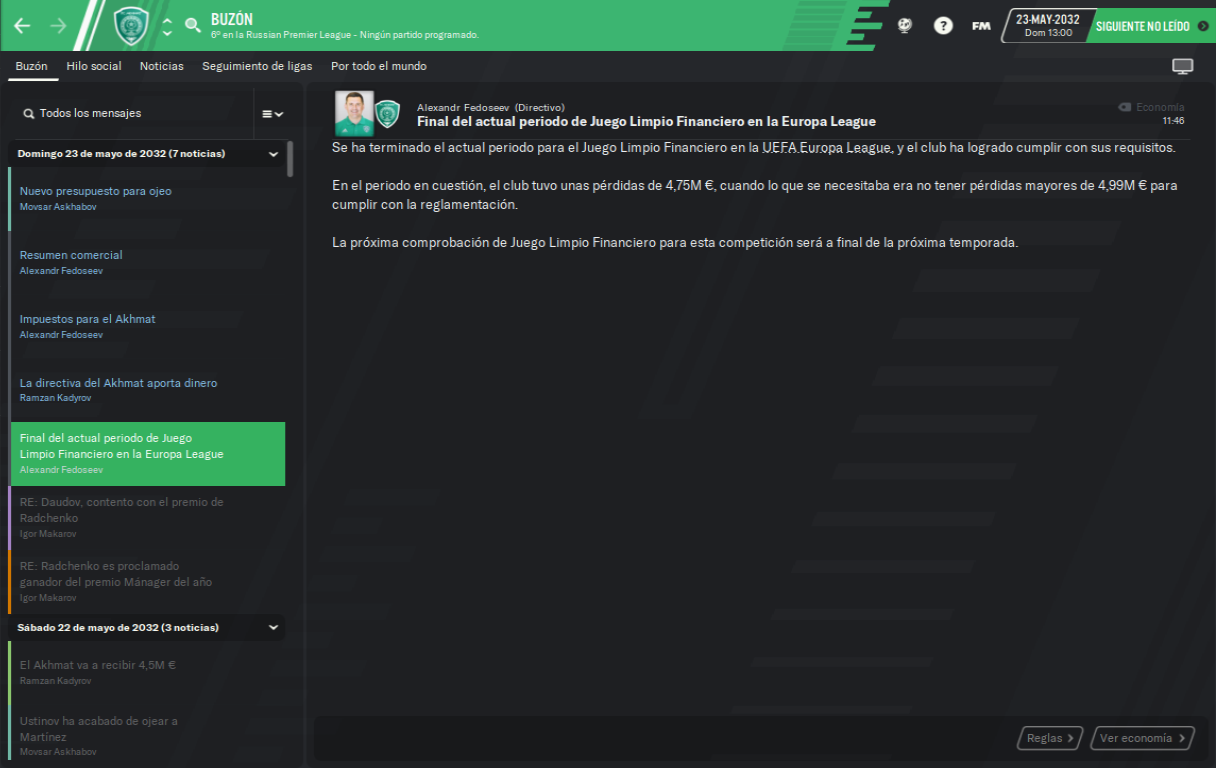 BUZÓN
6º en la Russian Premier League - Ningún partido programado.
FM
23-MAY-2032
Dom 13:00
SIGUIENTE NO LEÍDO
Buzón
Hilo social
Noticias
Seguimiento de ligas
Por todo el mundo
Todos los mensajes
Domingo 23 de mayo de 2032 (7 noticias)
Nuevo presupuesto para ojeo
Movsar Askhabov
Resumen comercial
Alexandr Fedoseev
Impuestos para el Akhmat
Alexandr Fedoseev
La directiva del Akhmat aporta dinero
Ramzan Kadyrov
Final del actual periodo de Juego
Limpio Financiero en la Europa League
Alexandr Fedoseev
RE: Daudov, contento con el premio de
Radchenko
Igor Makarov
RE: Radchenko es proclamado
ganador del premio Mánager del año
Igor Makarov
Sábado 22 de mayo de 2032 (3 noticias)
El Akhmat va a recibir 4,5M €
Ramzan Kadyrov
Ustinov ha acabado de ojear a
Martínez
Movsar Askhabov
Alexandr Fedoseev (Directivo)
Final del actual periodo de Juego Limpio Financiero en la Europa League
Economía
11:46
Se ha terminado el actual periodo para el Juego Limpio Financiero en la UEFA Europa League, y el club ha logrado cumplir con sus requisitos.
En el periodo en cuestión, el club tuvo unas pérdidas de 4,75M €, cuando lo que se necesitaba era no tener pérdidas mayores de 4,99M € para
cumplir con la reglamentación.
La próxima comprobación de Juego Limpio Financiero para esta competición será a final de la próxima temporada.
Reglas
Ver economía